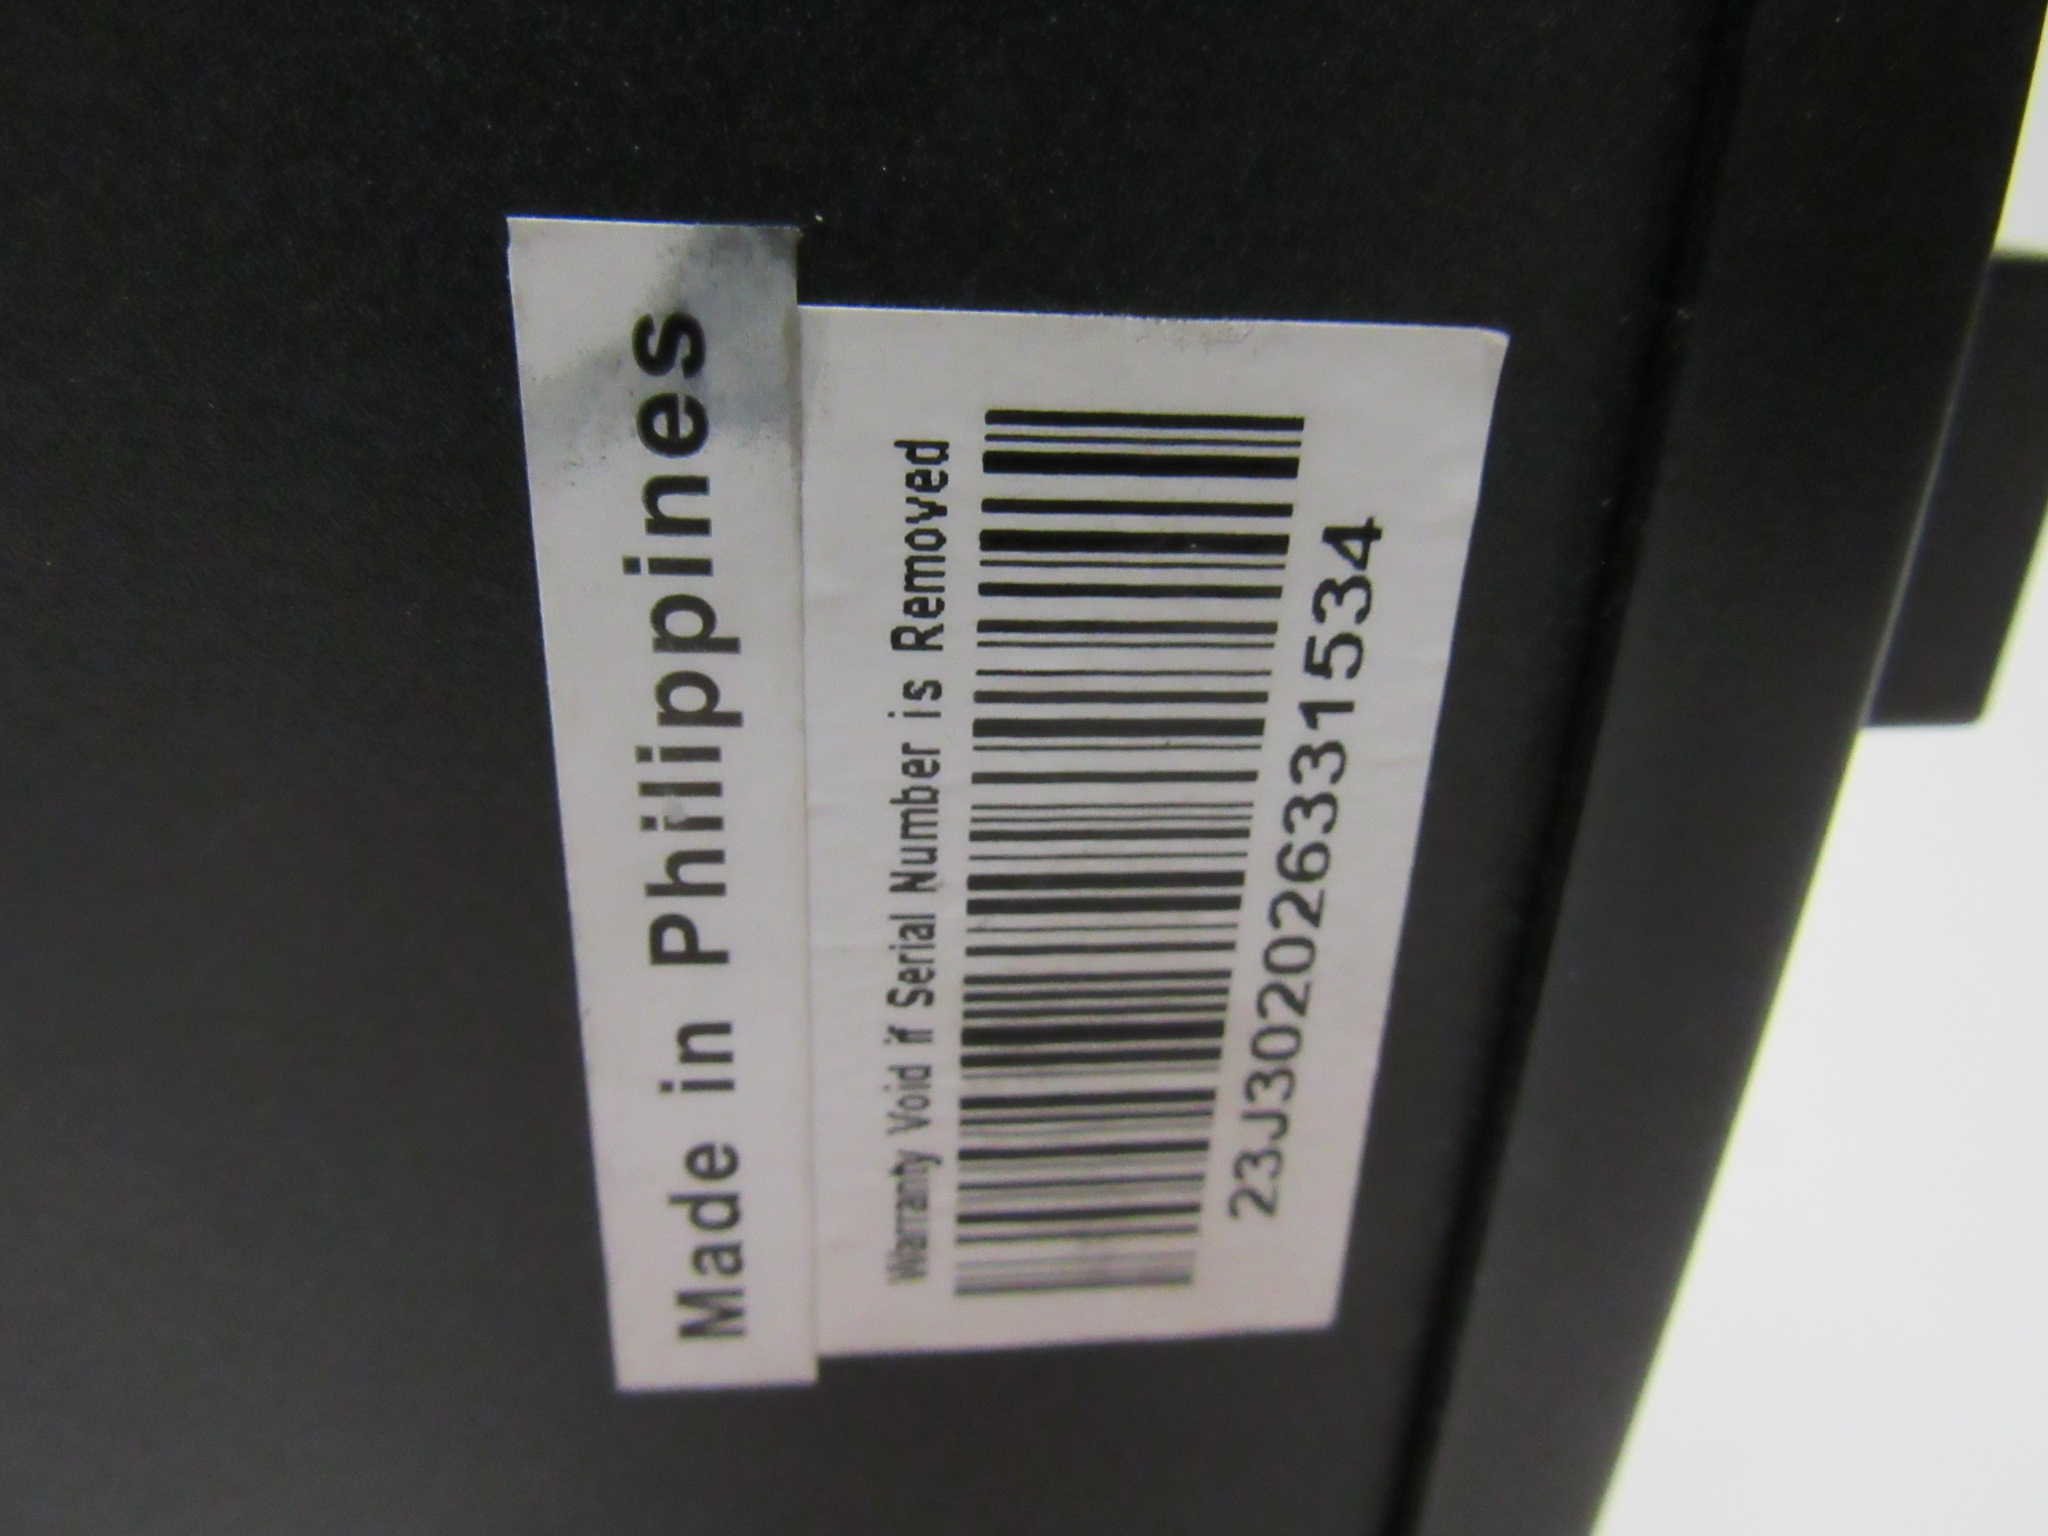 Made in Philippines
Warranty Void if Serial Number is Removed
23J302026331534